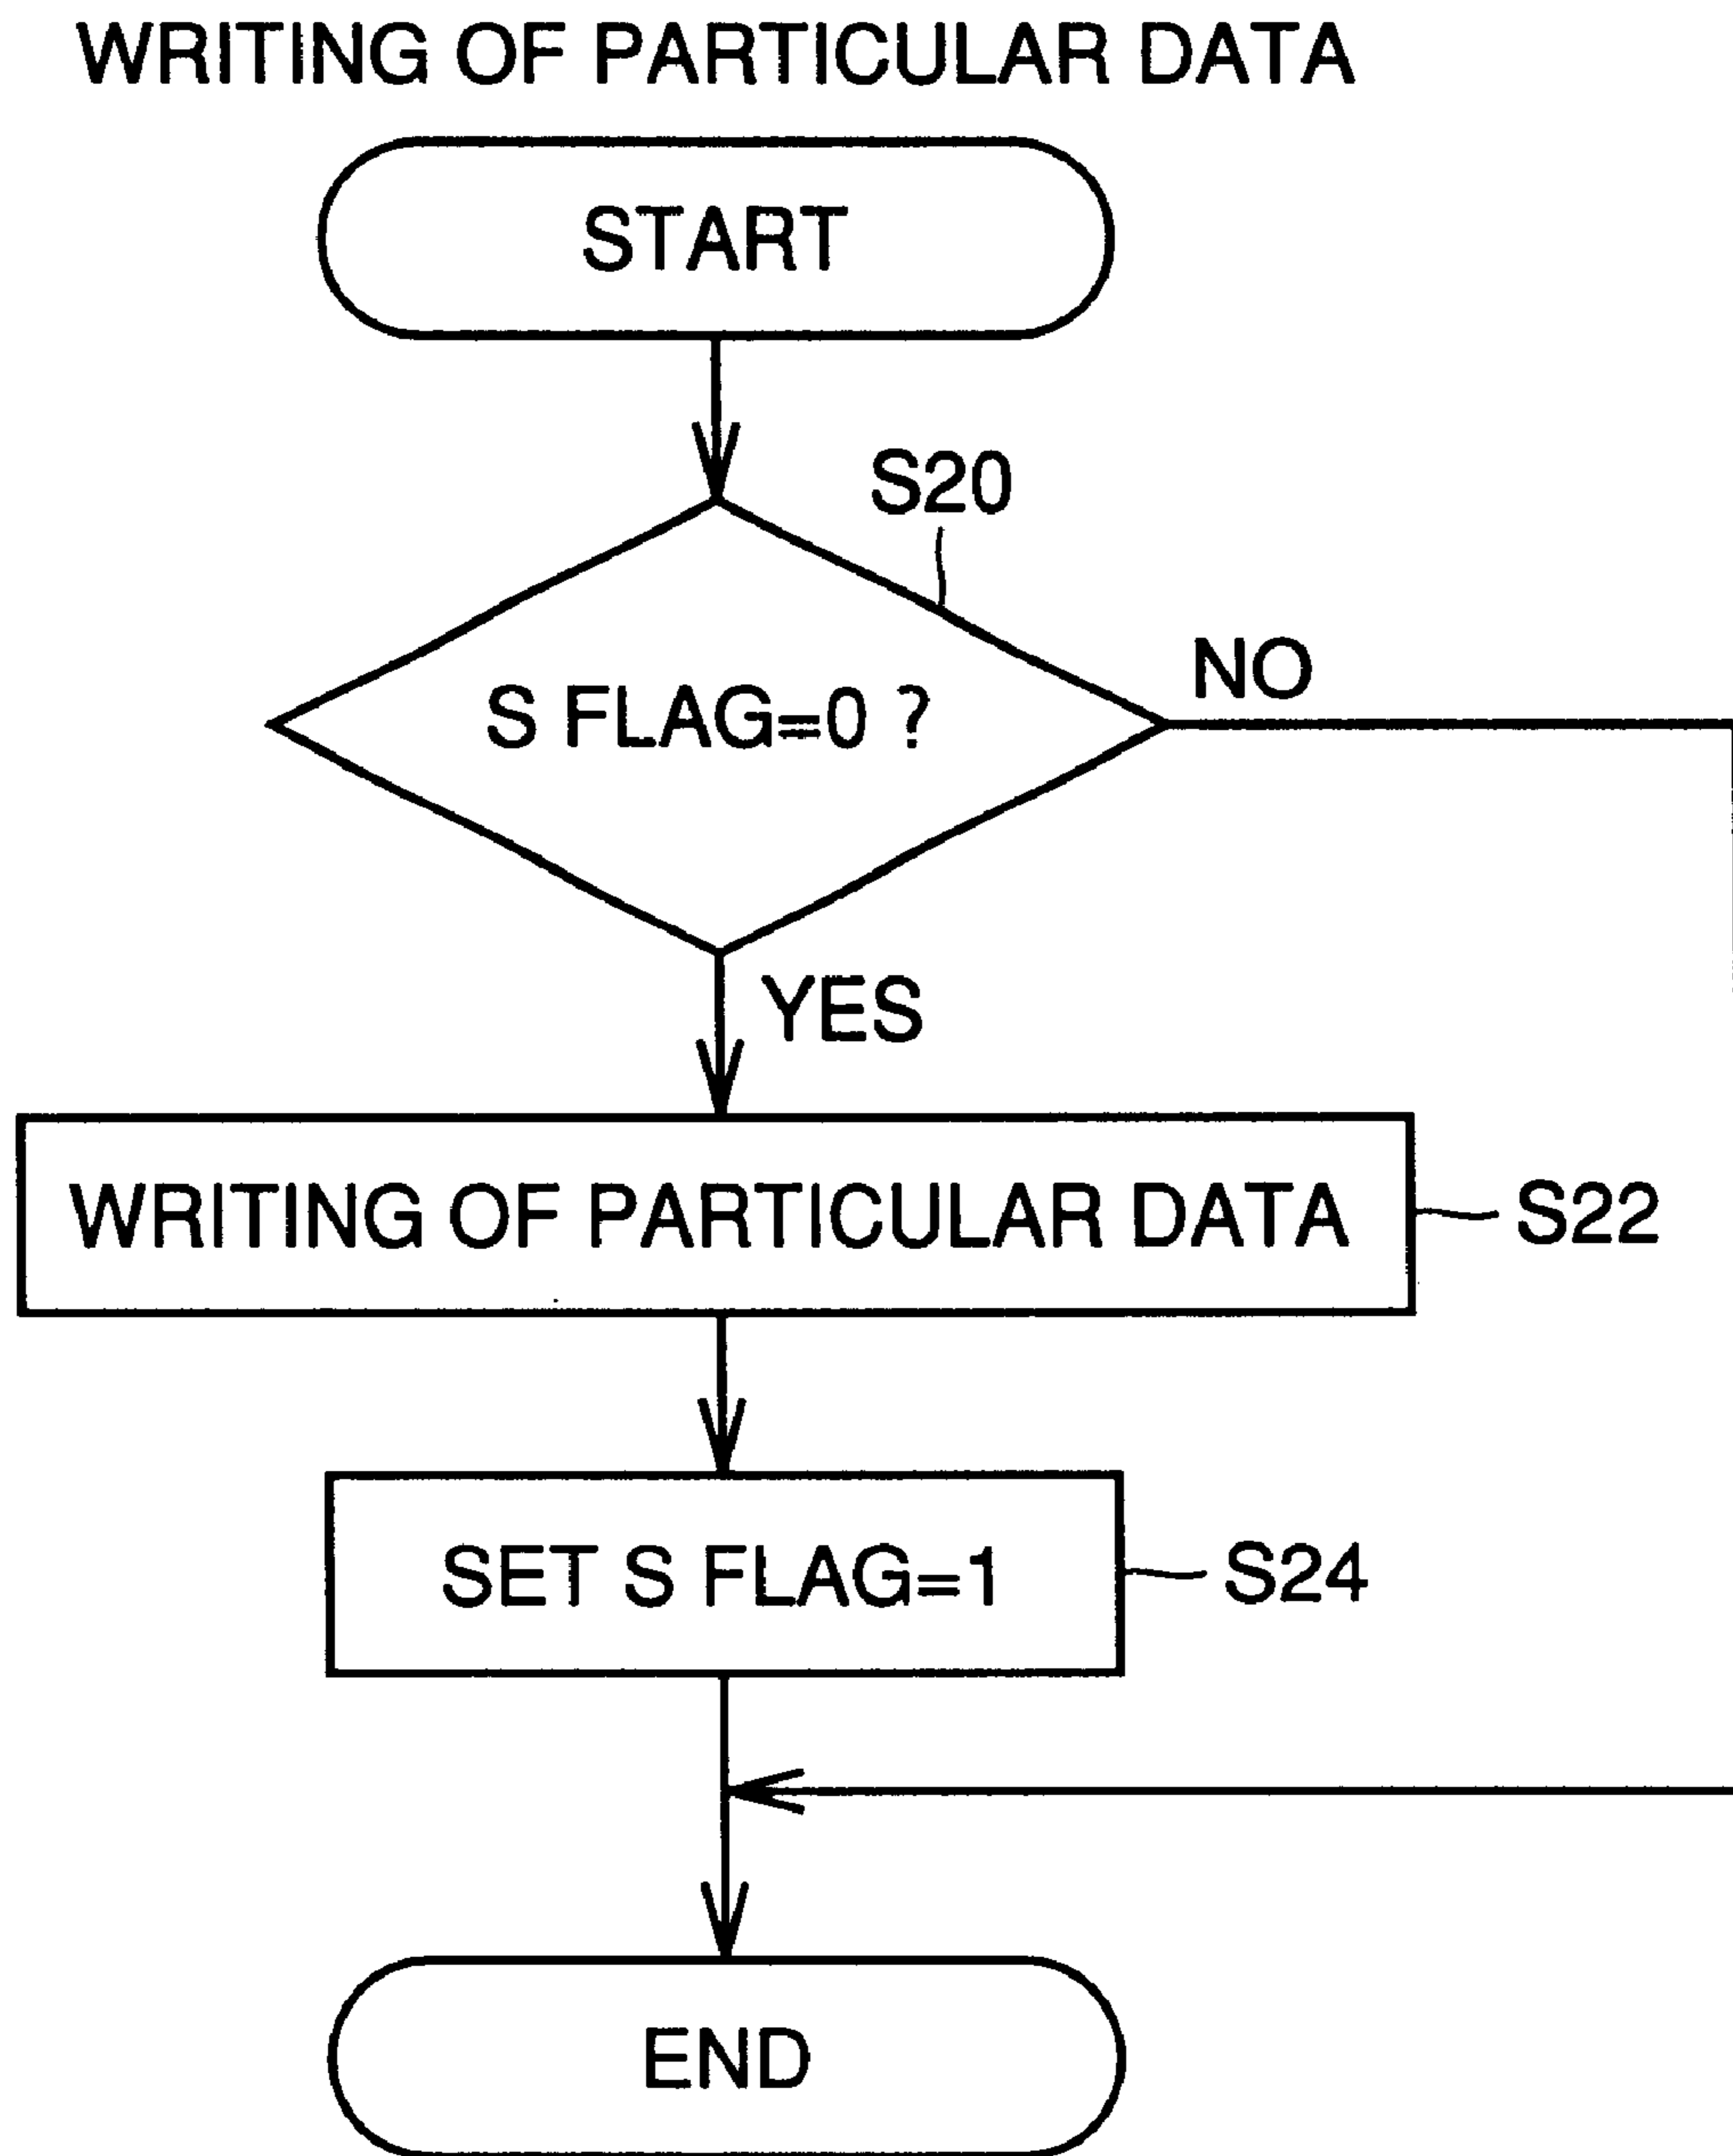 WRITING OF PARTICULAR DATA
START
S20
S FLAG=0 ?
NO
YES
WRITING OF PARTICULAR DATA
S22
SET S FLAG=1
S24
END